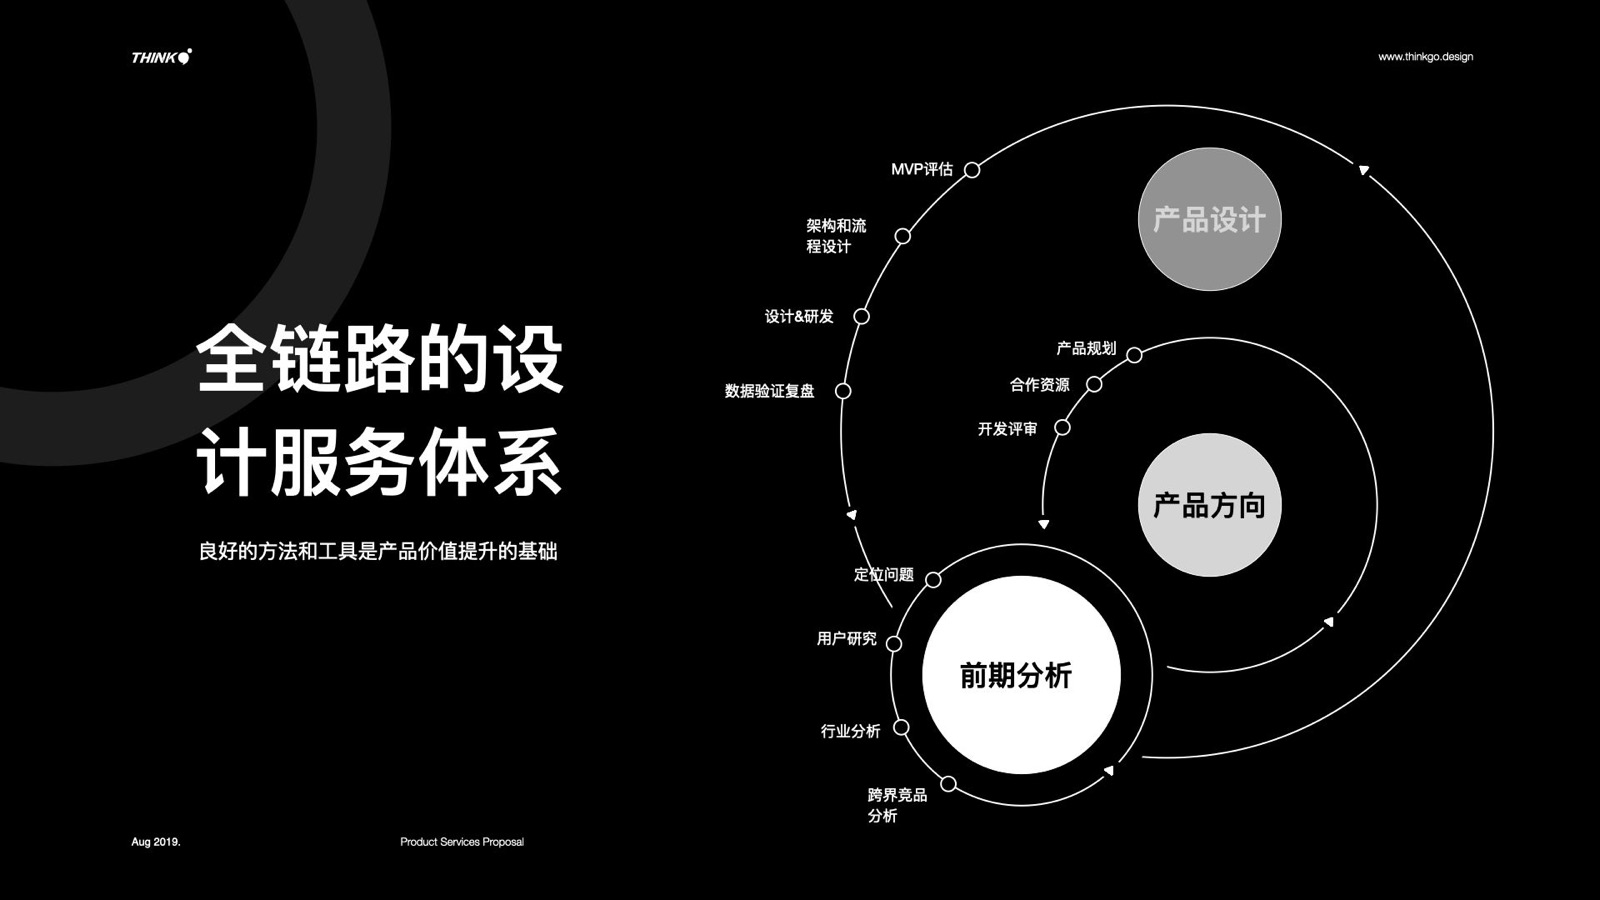 THINK
www.thinkgo.design
全链路的设
计服务体系
良好的方法和工具是产品价值提升的基础
MVP评估
架构和流
程设计
设计&研发
数据验证复盘
产品设计
产品规划
合作资源
开发评审
产品方向
定位问题
用户研究
行业分析
跨界竞品
分析
前期分析
Aug 2019.
Product Services Proposal